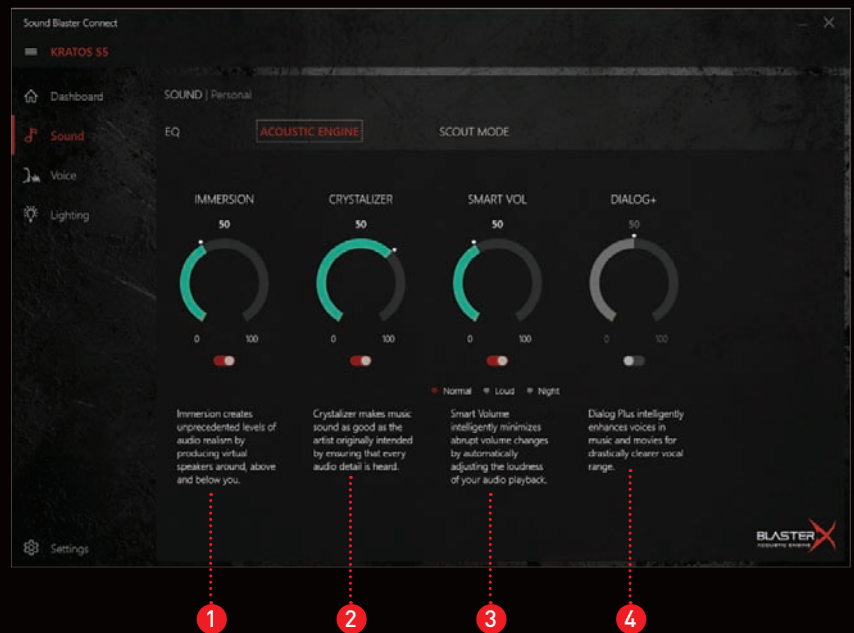 Sound Blaster Connect
KRATOS S5
Dashboard
Sound
Voice
Lighting
Settings
SOUND | Personal
EQ
ACOUSTIC ENGINE
SCOUT MODE
IMMERSION
50
0 100
Immersion creates
unprecedented levels of
audio realism by
producing virtual
speakers around, above
and below you.
1
CRYSTALIZER
50
0 100
Crystalizer makes music
sound as good as the
artist originally intended
by ensuring that every
audio detail is heard.
2
SMART VOL
50
0 100
Normal Loud Night
Smart Volume
intelligently minimizes
abrupt volume changes
by automatically
adjusting the loudness
of your audio playback.
3
DIALOG+
50
0 100
Dialog Plus intelligently
enhances voices in
music and movies for
drastically clearer vocal
range.
4
BLASTERX
ACOUSTIC ENGINE